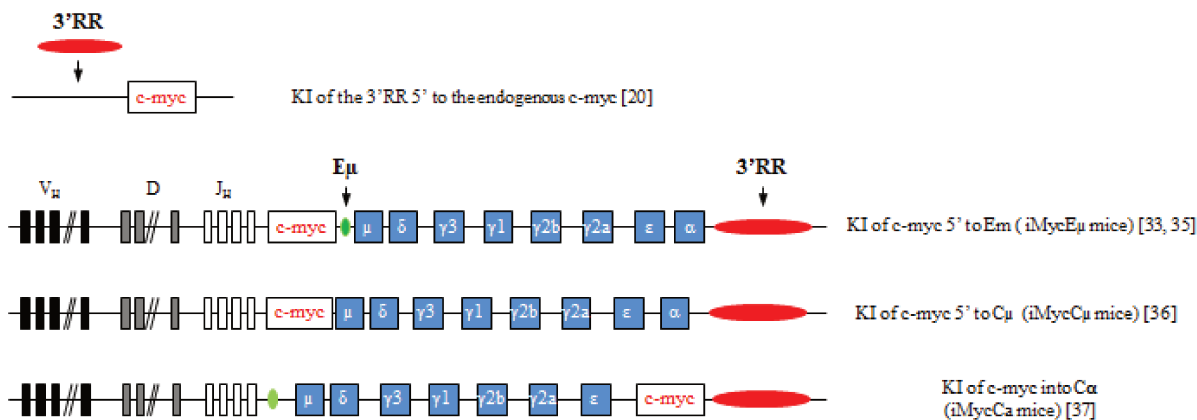 3'RR
c-myc
KI of the 3'RR 5' to the endogenous c-myc [20]
Eμ
3'RR
V_H
D
J_H
c-myc
μ
δ
γ3
γ1
γ2b
γ2a
ε
α
KI of c-myc 5' to Em ( iMycEμ mice) [33, 35]
c-myc
μ
δ
γ3
γ1
γ2b
γ2a
ε
α
KI of c-myc 5' to Cμ (iMycCμ mice) [36]
μ
δ
γ3
γ1
γ2b
γ2a
ε
c-myc
KI of c-myc into Cα
(iMycCa mice) [37]